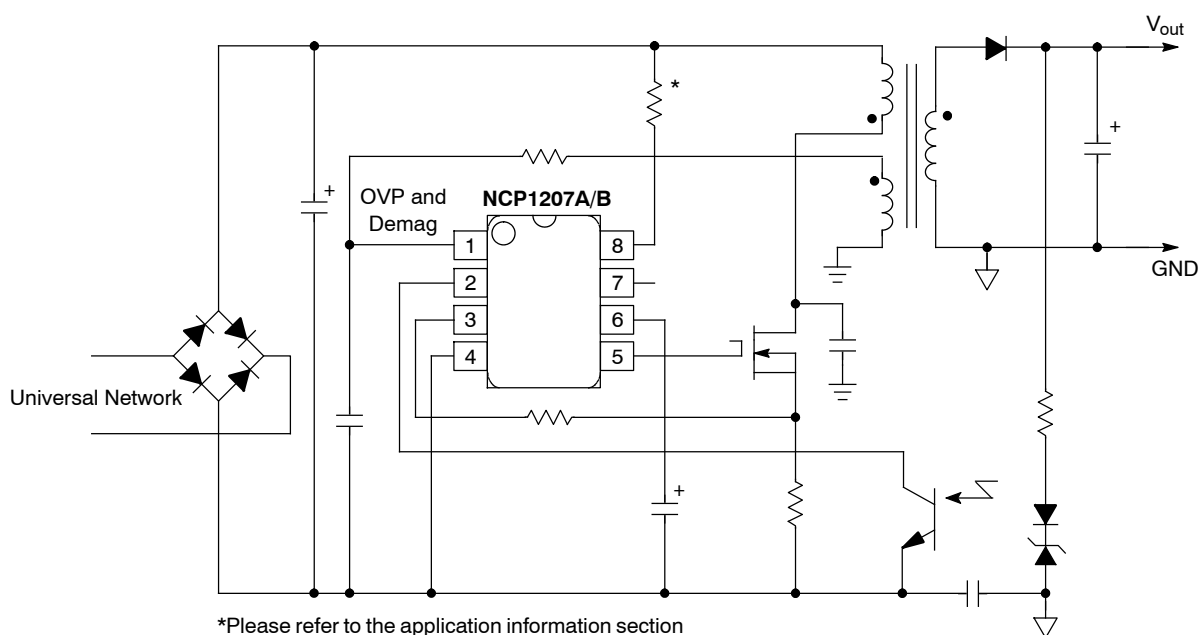 V_out
*
+
+
OVP and
Demag
NCP1207A/B
1
8
2
7
3
6
4
5
GND
Universal Network
+
*Please refer to the application information section